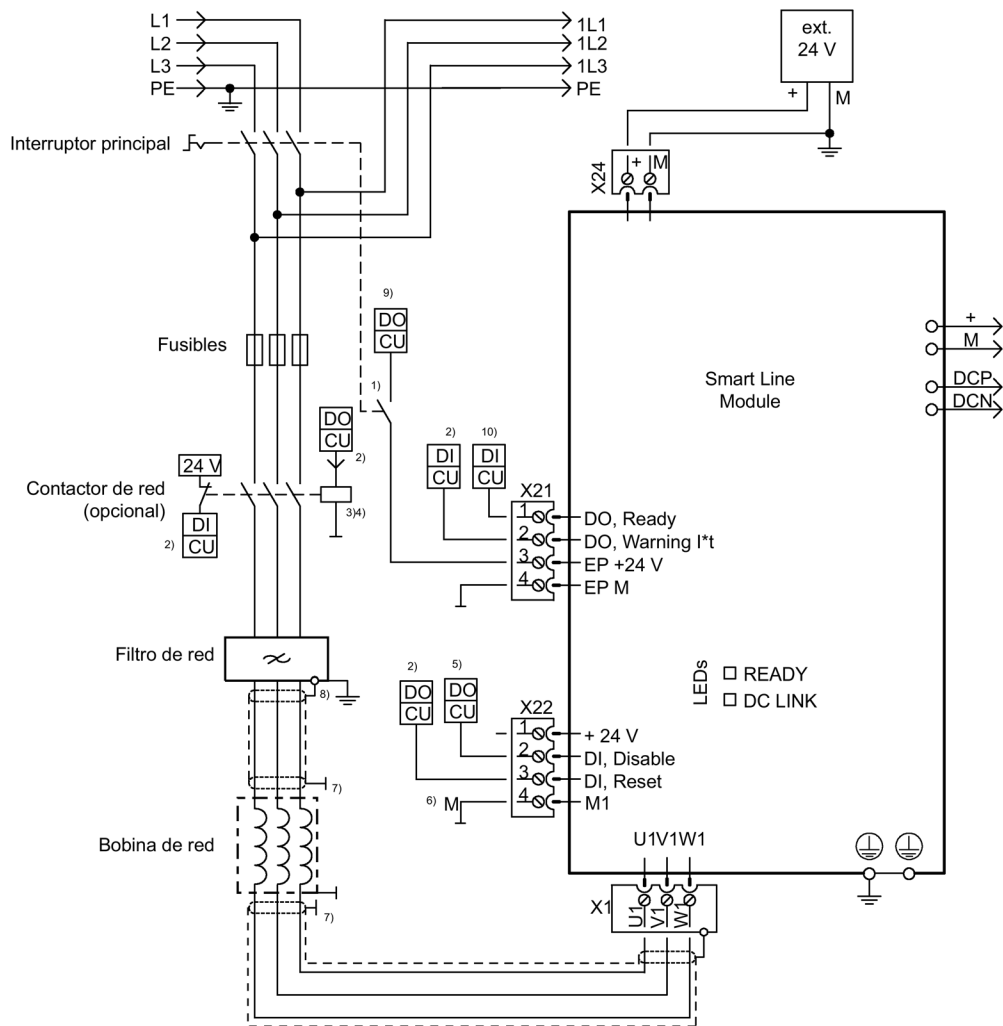 L1
1L1
L2
1L2
L3
1L3
PE
PE
ext.
24 V
+
M
Interruptor principal
X24
+
M
9)
DO
CU
+
M
Fusibles
DCP
DCN
Smart Line
Module
1)
DO
CU
2)
2)
DI
CU
10)
DI
CU
24 V
Contactor de red
(opcional)
3)4)
DI
CU
2)
X21
1
DO, Ready
2
DO, Warning I*t
3
EP +24 V
4
EP M
Filtro de red
8)
2)
DO
CU
5)
DO
CU
LEDs
READY
DC LINK
X22
1
+ 24 V
2
DI, Disable
3
DI, Reset
6) M
4
M1
7)
Bobina de red
7)
U1V1W1
X1
U1
V1
W1